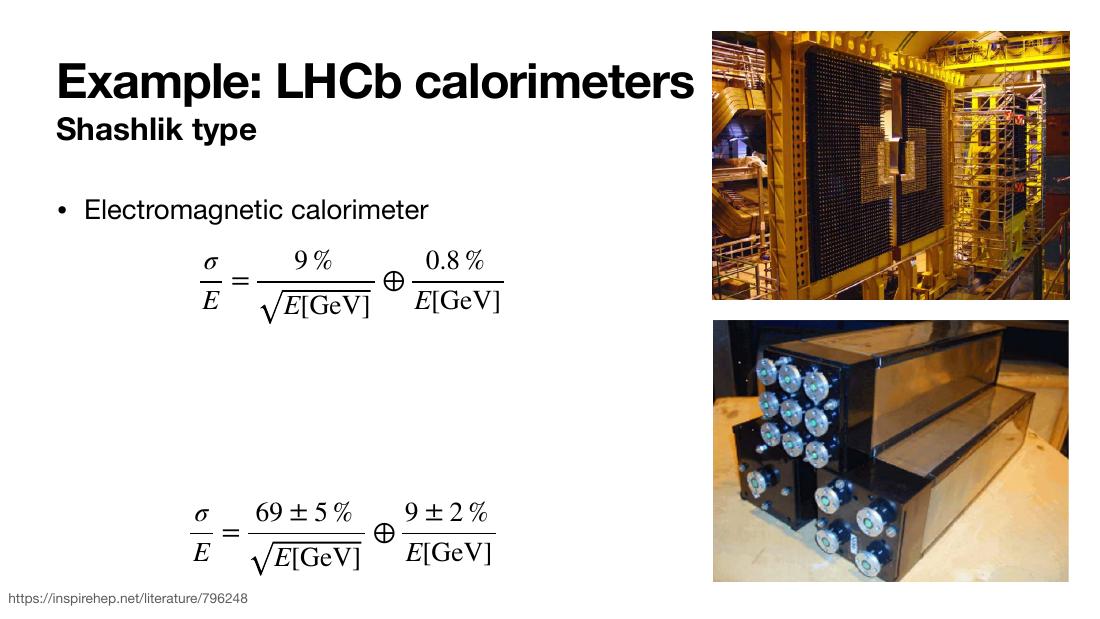 Example: LHCb calorimeters
Shashlik type
• Electromagnetic calorimeter
σ/E = 9 %/√E[GeV] ⊕ 0.8 %/E[GeV]
σ/E = 69 ± 5 %/√E[GeV] ⊕ 9 ± 2 %/E[GeV]
https://inspirehep.net/literature/796248